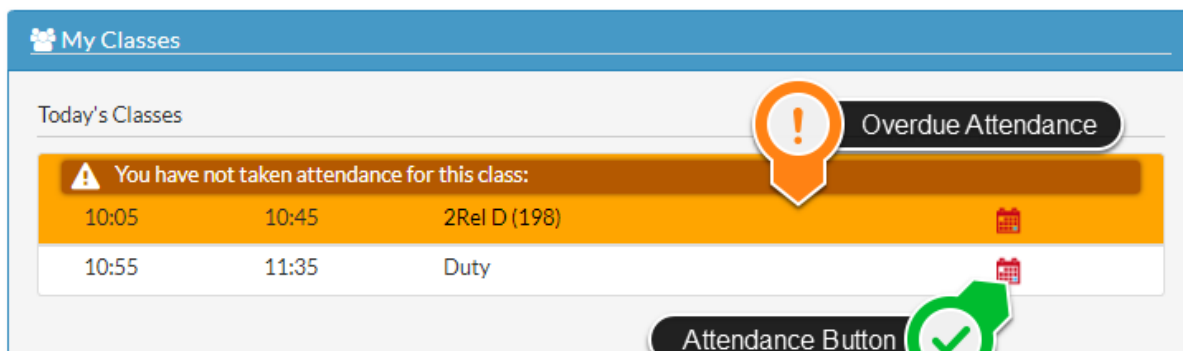 My Classes
Today's Classes
Overdue Attendance
You have not taken attendance for this class:
10:05 10:45 2Rel D (198)
10:55 11:35 Duty
Attendance Button